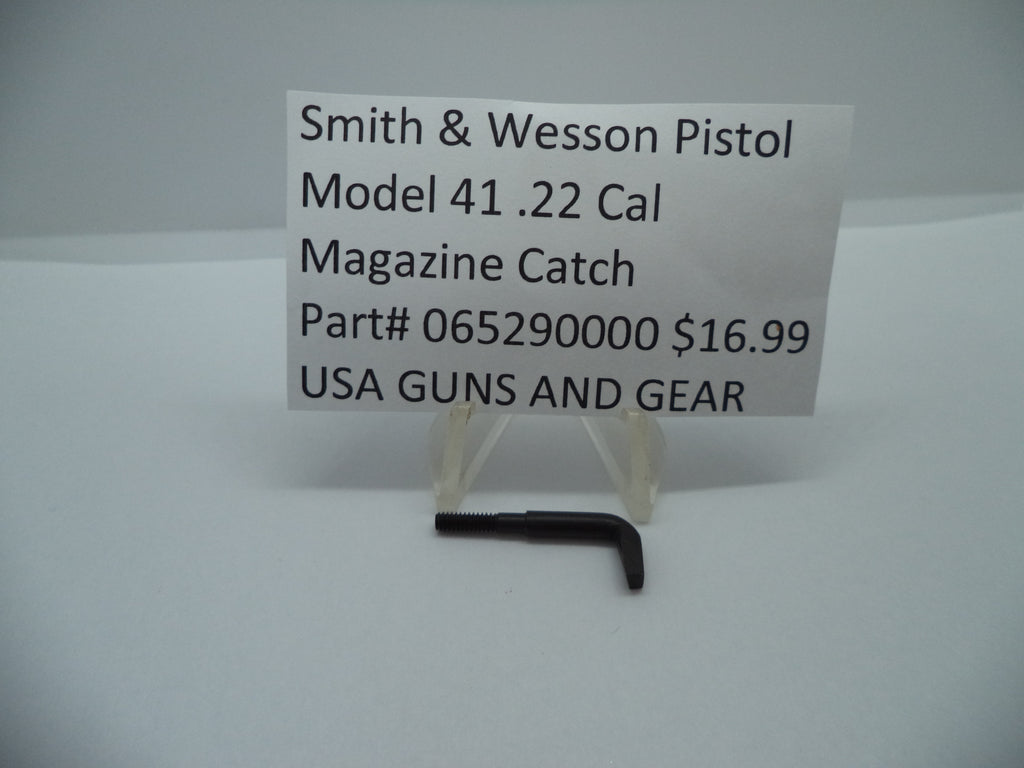 Smith & Wesson Pistol
Model 41 .22 Cal
Magazine Catch
Part# 065290000 $16.99
USA GUNS AND GEAR